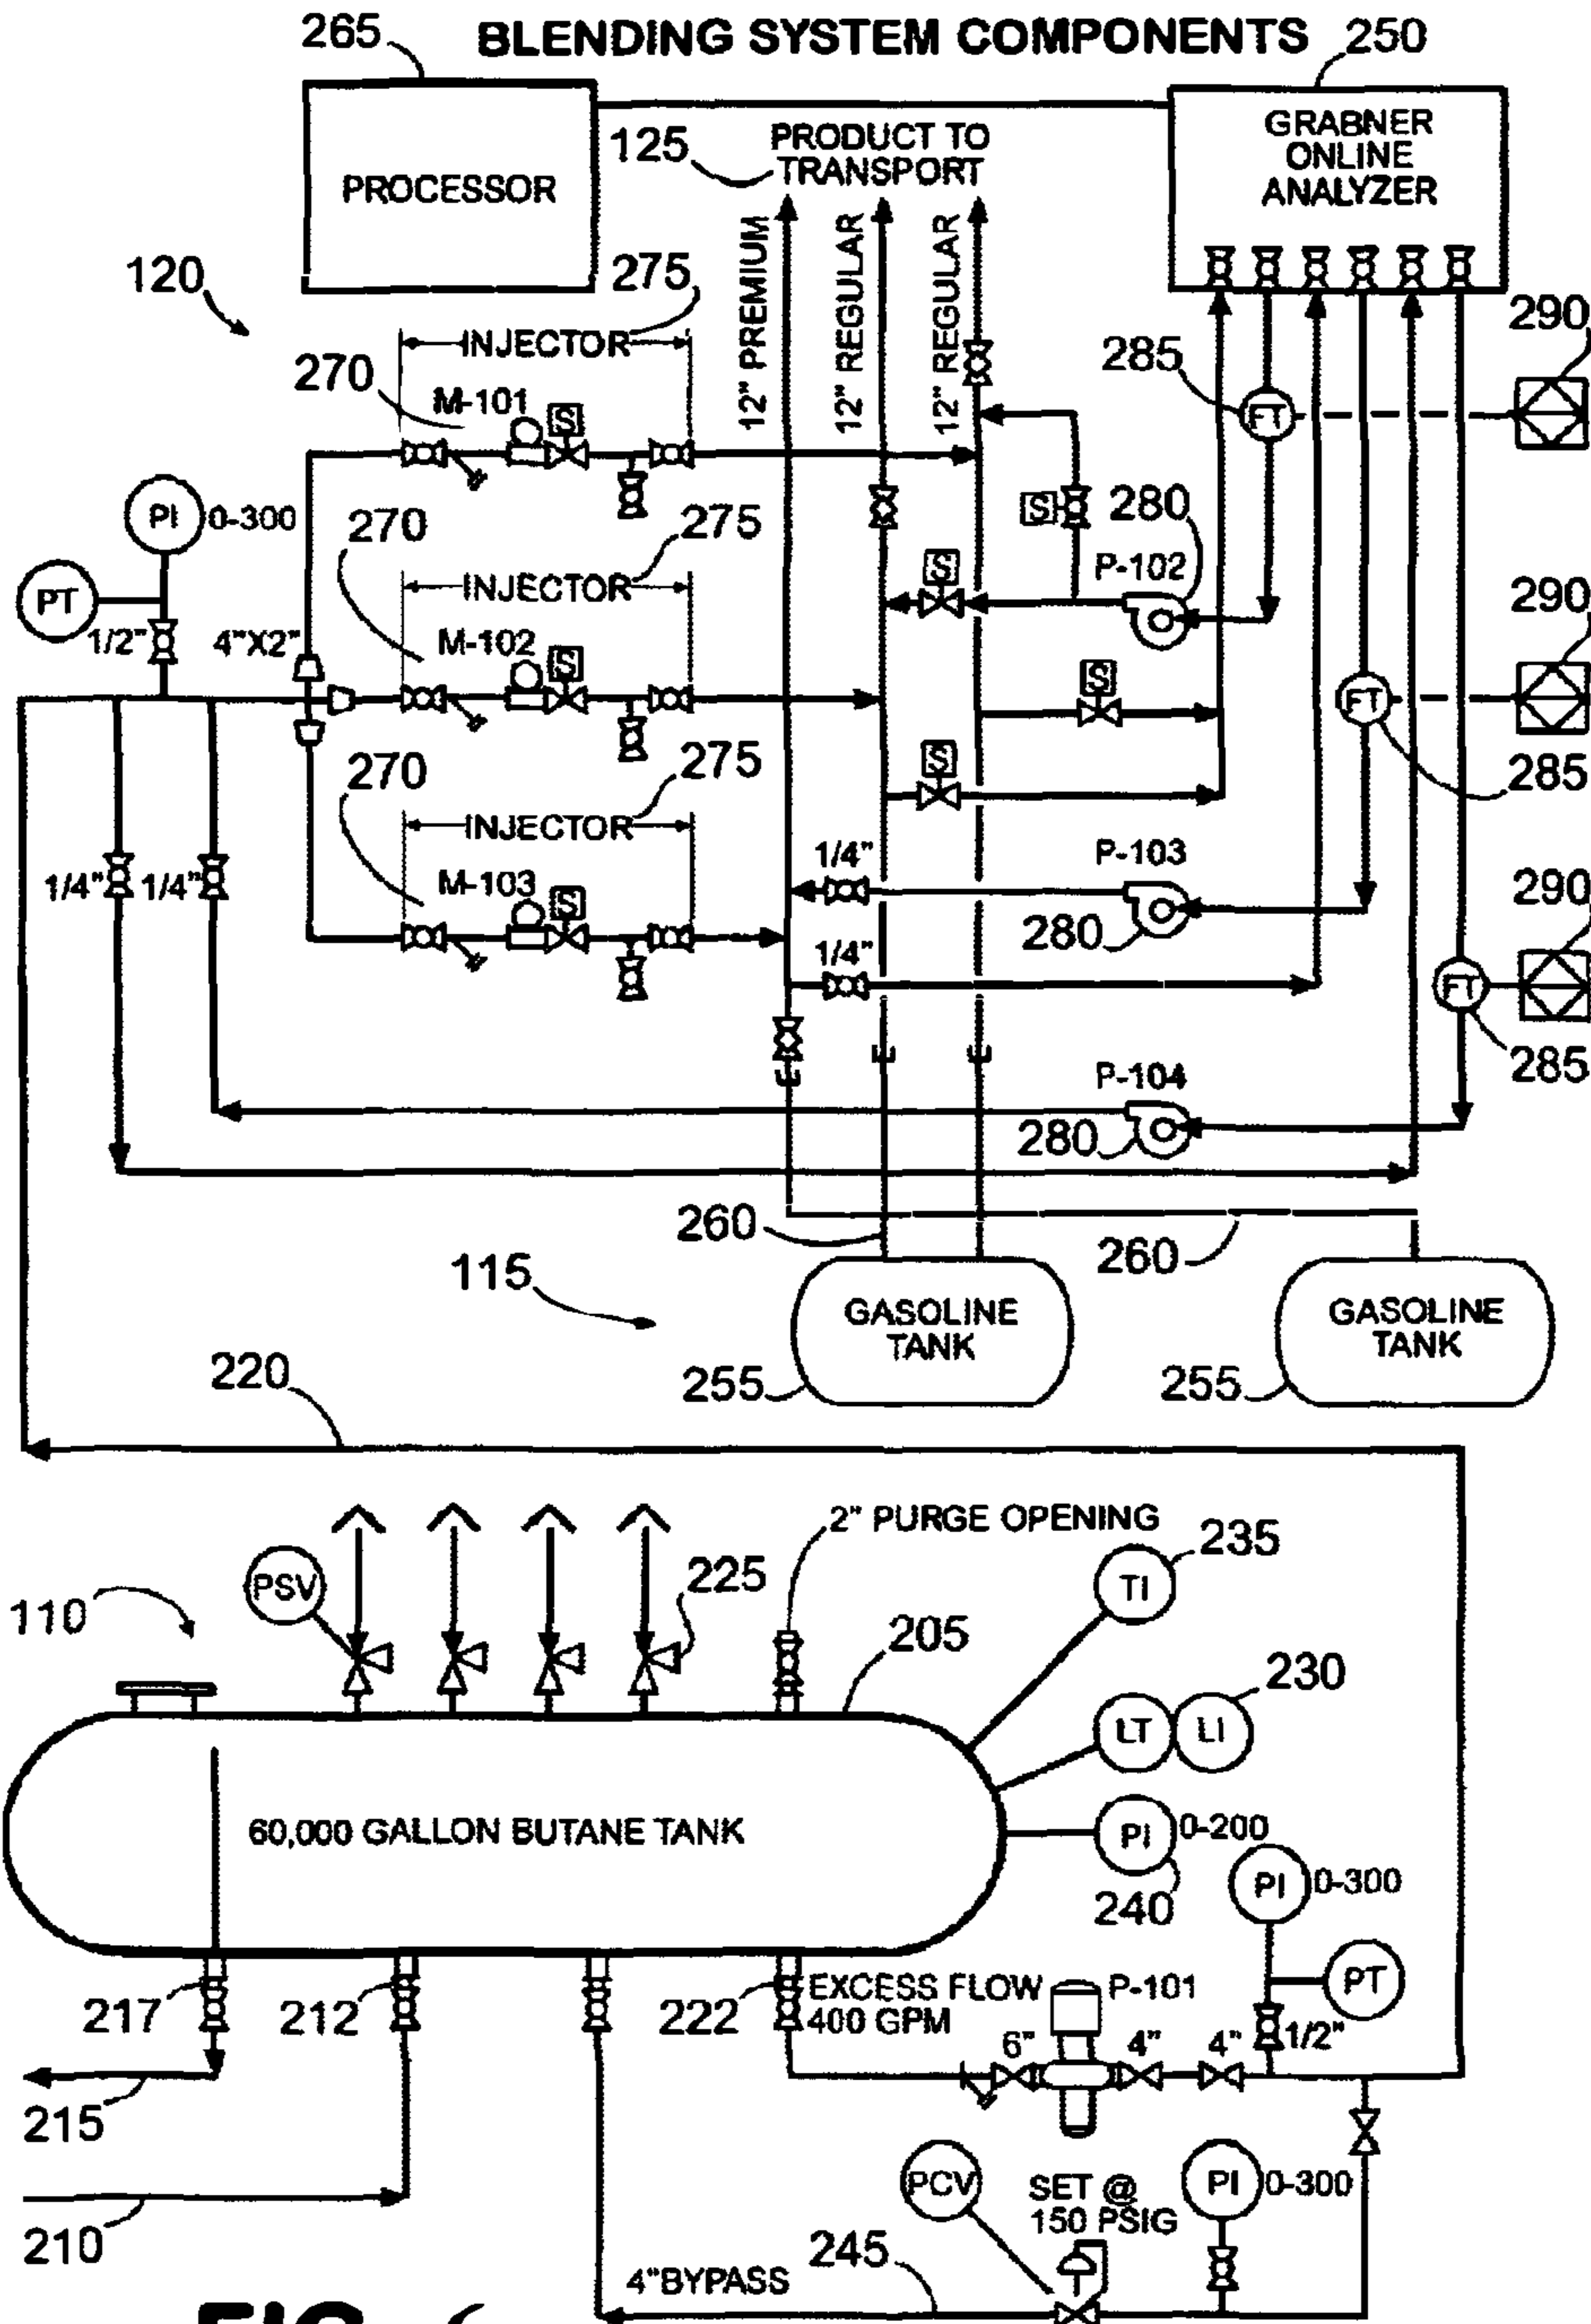 265
BLENDING SYSTEM COMPONENTS
250
PROCESSOR
125
PRODUCT TO
TRANSPORT
GRABNER
ONLINE
ANALYZER
12" PREMIUM
12" REGULAR
12" REGULAR
120
275
INJECTOR
270
M-101
S
285
FT
290
PI
0-300
PT
1/2"
4"X2"
270
275
INJECTOR
M-102
S
S
280
P-102
S
290
FT
285
S
S
270
275
INJECTOR
M-103
S
1/4"
1/4"
1/4"
P-103
280
1/4"
290
FT
285
P-104
280
260
260
115
GASOLINE
TANK
255
GASOLINE
TANK
255
220
2" PURGE OPENING
235
TI
PSV
225
110
205
230
LT
LI
60,000 GALLON BUTANE TANK
PI
0-200
240
PI
0-300
PT
217
212
222
EXCESS FLOW
400 GPM
P-101
6"
4"
4"
1/2"
215
210
PCV
SET @
150 PSIG
PI
0-300
245
4"BYPASS